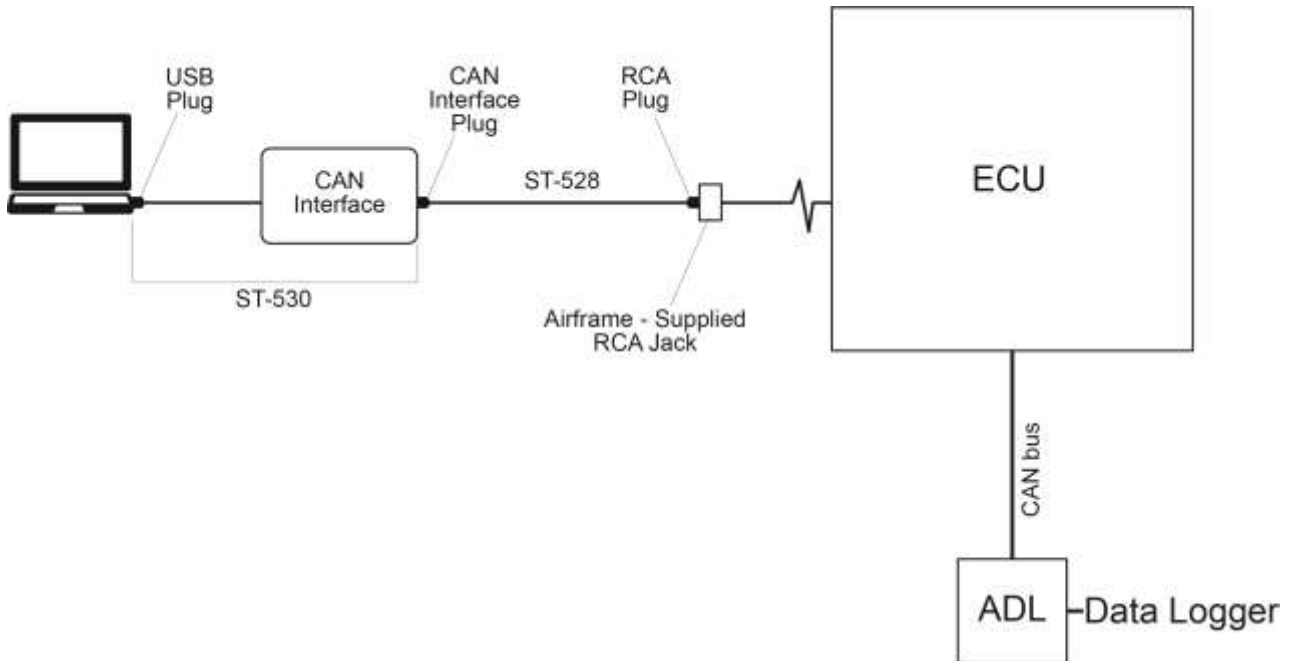 USB
Plug
CAN
Interface
Plug
RCA
Plug
ECU
CAN
Interface
ST-528
ST-530
Airframe - Supplied
RCA Jack
CAN bus
ADL
Data Logger